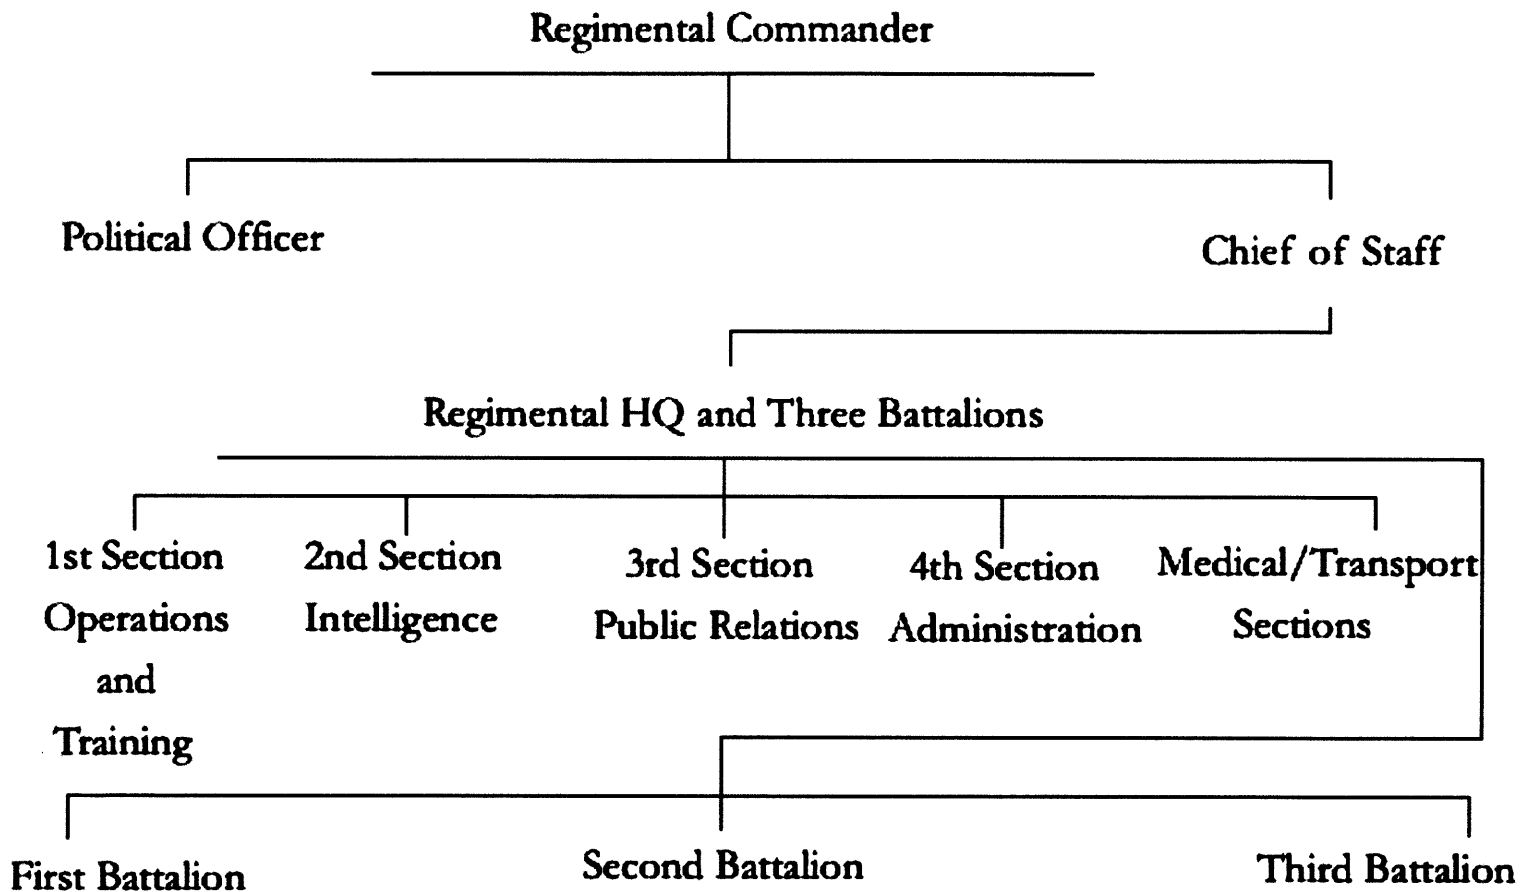 Regimental Commander
Political Officer
Chief of Staff
Regimental HQ and Three Battalions
1st Section
Operations
and
Training
2nd Section
Intelligence
3rd Section
Public Relations
4th Section
Administration
Medical/Transport
Sections
First Battalion
Second Battalion
Third Battalion